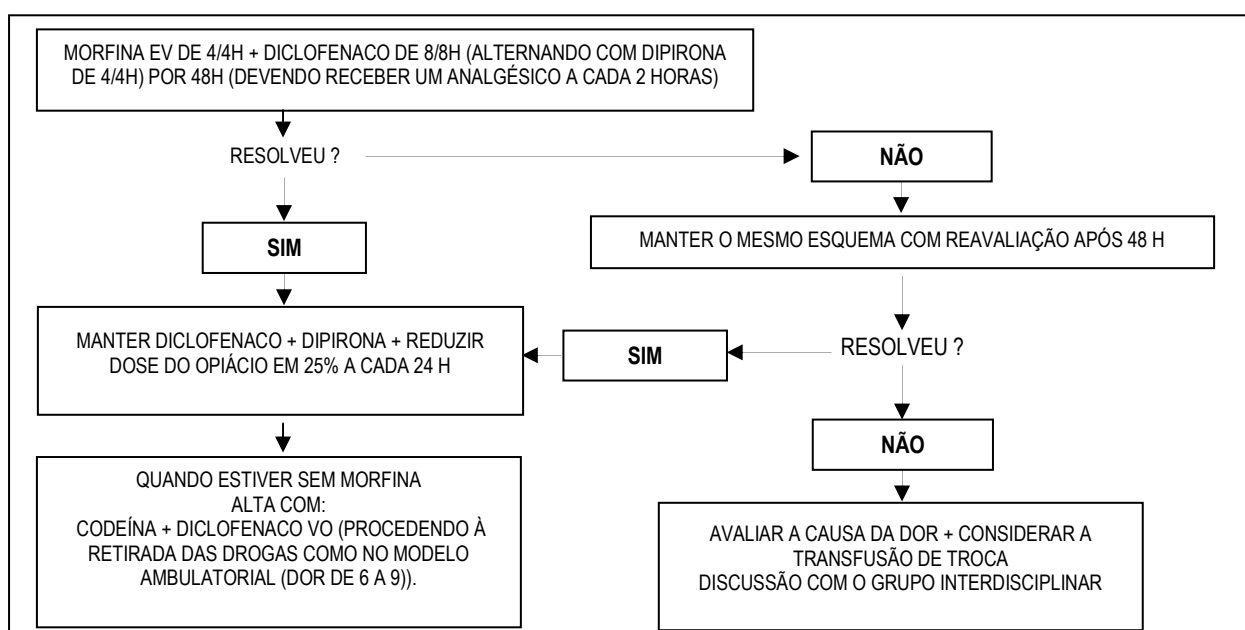 MORFINA EV DE 4/4H + DICLOFENACO DE 8/8H (ALTERNANDO COM DIPIRONA
DE 4/4H) POR 48H (DEVENDO RECEBER UM ANALGÉSICO A CADA 2 HORAS)
RESOLVEU ?
NÃO
SIM
MANTER O MESMO ESQUEMA COM REAVALIAÇÃO APÓS 48 H
MANTER DICLOFENACO + DIPIRONA + REDUZIR
DOSE DO OPIÁCIO EM 25% A CADA 24 H
SIM
RESOLVEU ?
NÃO
QUANDO ESTIVER SEM MORFINA
ALTA COM:
CODEÍNA + DICLOFENACO VO (PROCEDENDO À
RETIRADA DAS DROGAS COMO NO MODELO
AMBULATORIAL (DOR DE 6 A 9)).
AVALIAR A CAUSA DA DOR + CONSIDERAR A
TRANSFUSÃO DE TROCA
DISCUSSÃO COM O GRUPO INTERDISCIPLINAR